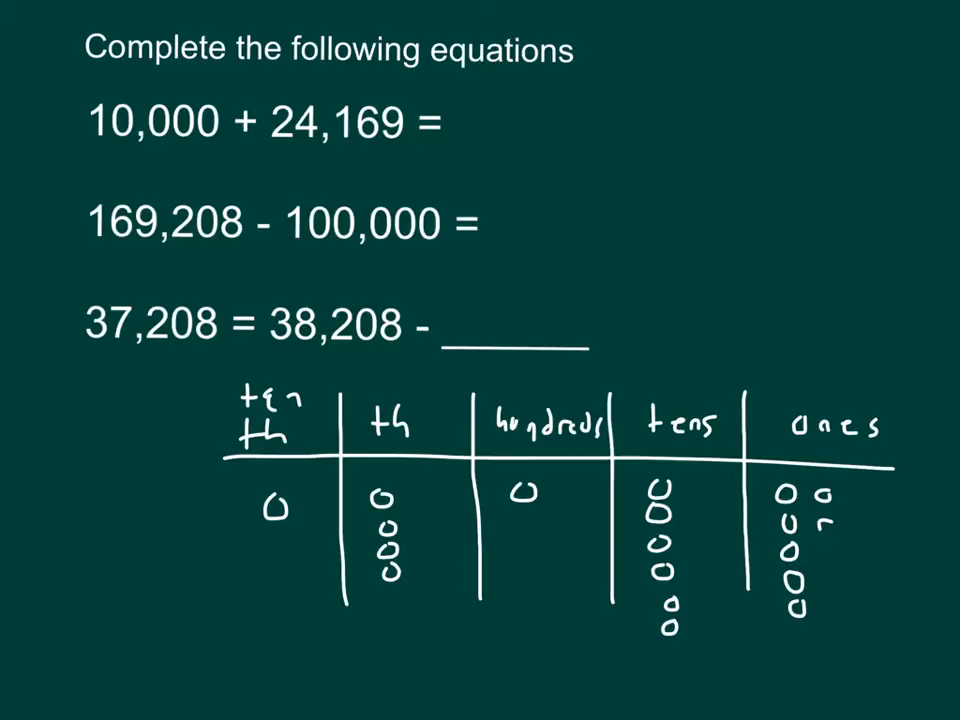 Complete the following equations
10,000 + 24,169 =
169,208 - 100,000 =
37,208 = 38,208 - ______
ten th | th | hundreds | tens | ones